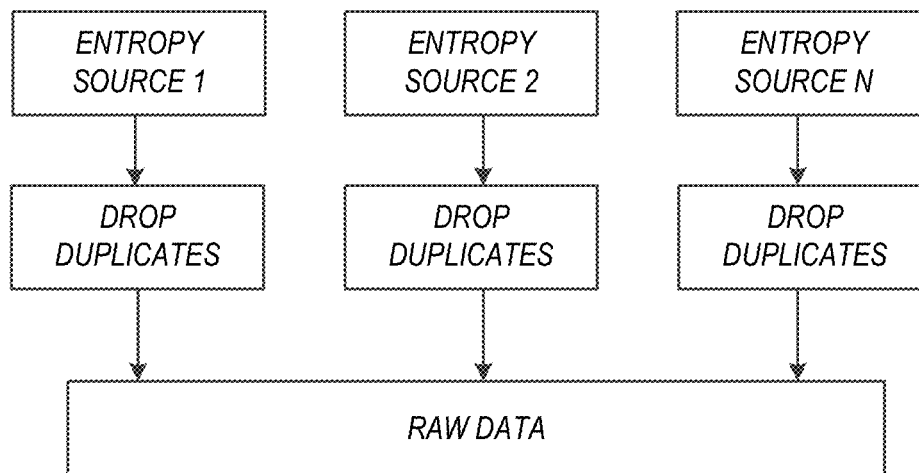 ENTROPY
SOURCE 1
ENTROPY
SOURCE 2
ENTROPY
SOURCE N
DROP
DUPLICATES
DROP
DUPLICATES
DROP
DUPLICATES
RAW DATA